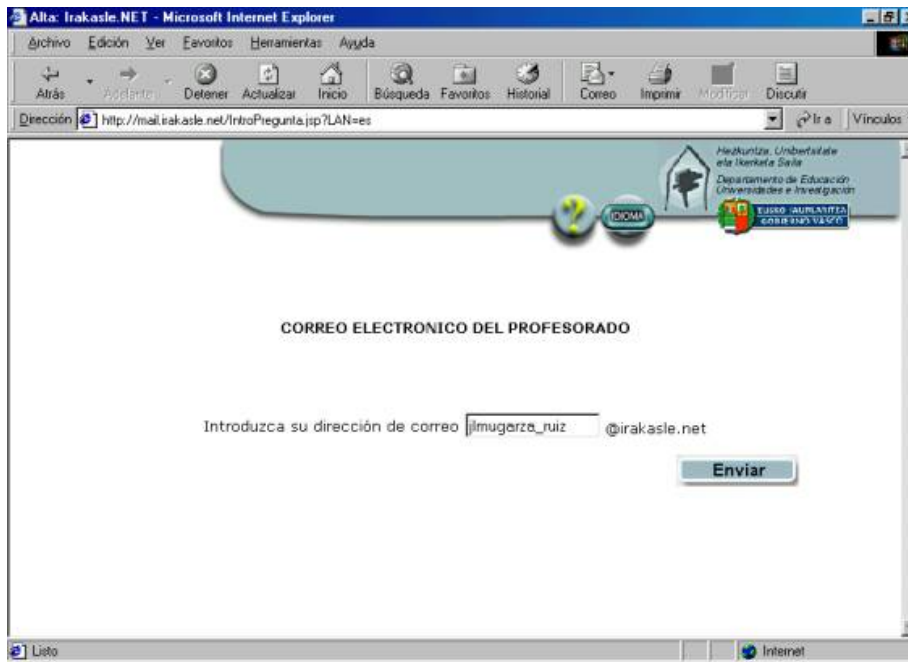 Alta: Irakasle.NET - Microsoft Internet Explorer
Archivo Edición Ver Favoritos Herramientas Ayuda
Atrás Adelante Detener Actualizar Inicio Búsqueda Favoritos Historial Correo Imprimir Modificar Discutir
Dirección http://mail.irakasle.net/IntroPregunta.jsp?LAN=es Ir a Vínculos
Hezkuntza, Unibertsitate
eta Ikerketa Saila
Departamento de Educación
Universidades e Investigación
? IDIOMA EUSKO JAURLARITZA
GOBIERNO VASCO
CORREO ELECTRONICO DEL PROFESORADO
Introduzca su dirección de correo jlmugarza_ruiz @irakasle.net
Enviar
Listo Internet